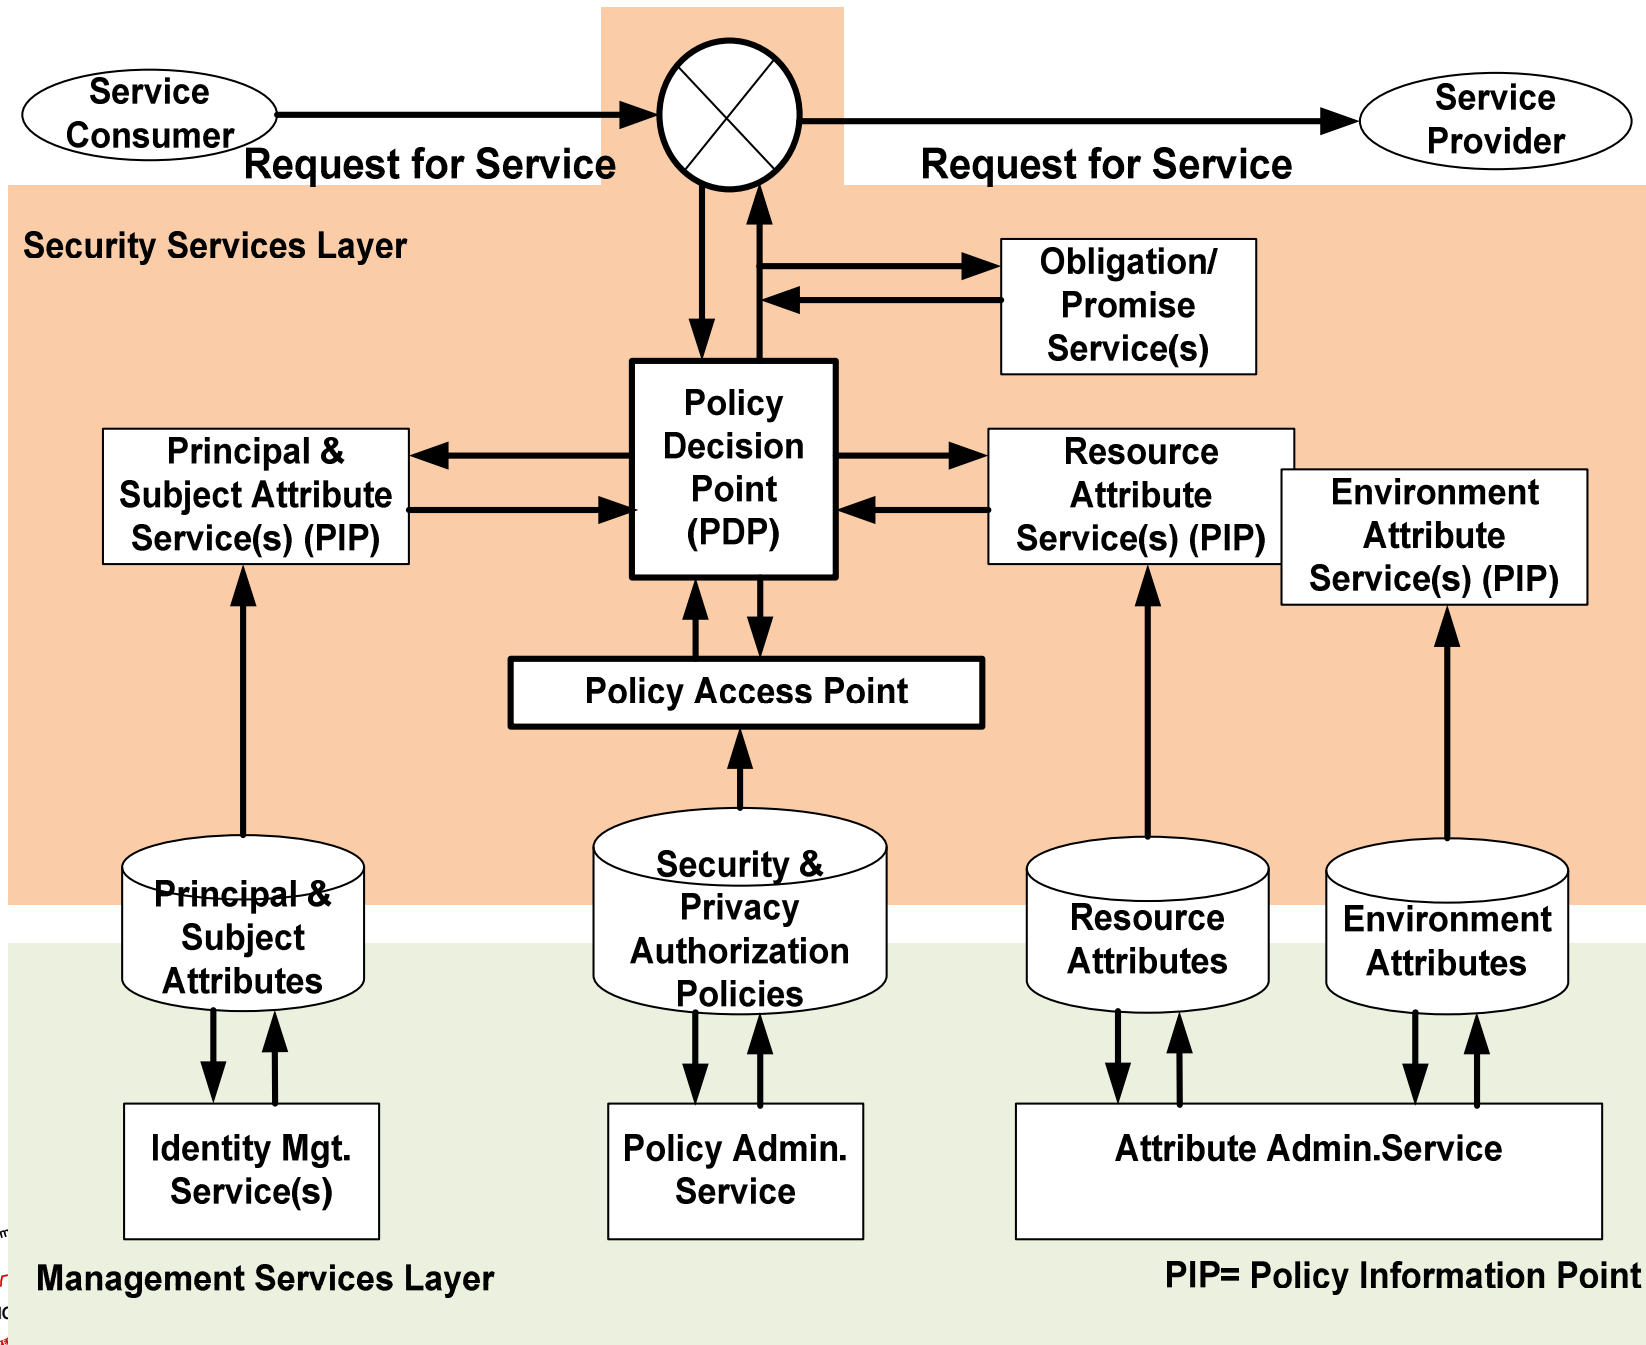 Service
Consumer
Request for Service
Service
Provider
Request for Service
Security Services Layer
Obligation/
Promise
Service(s)
Policy
Decision
Point
(PDP)
Principal &
Subject Attribute
Service(s) (PIP)
Resource
Attribute
Service(s) (PIP)
Environment
Attribute
Service(s) (PIP)
Policy Access Point
Principal &
Subject
Attributes
Security &
Privacy
Authorization
Policies
Resource
Attributes
Environment
Attributes
Identity Mgt.
Service(s)
Policy Admin.
Service
Attribute Admin.Service
Management Services Layer
PIP= Policy Information Point